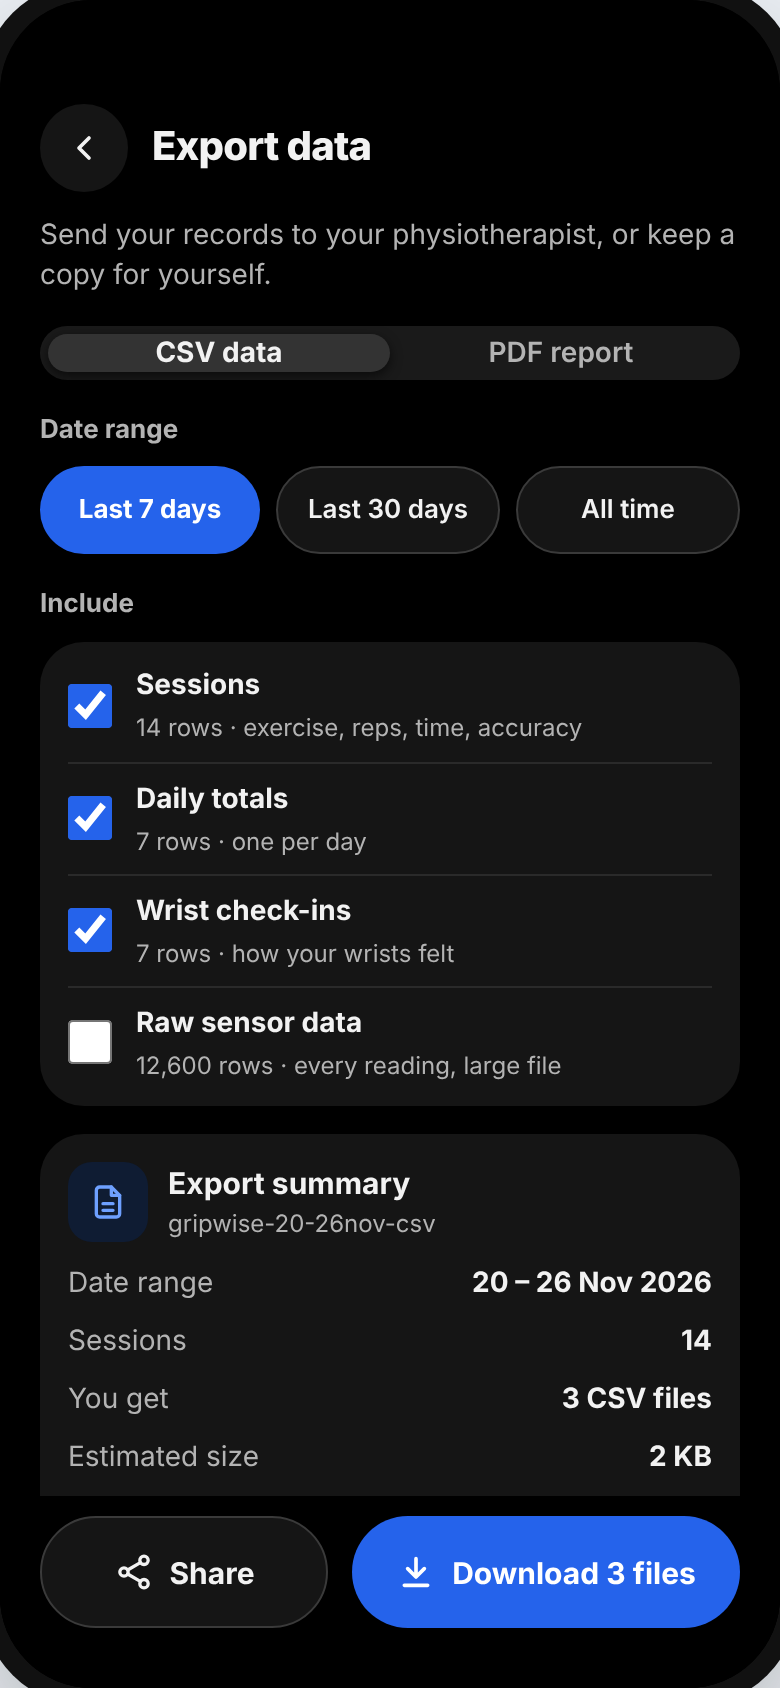 Export data
Send your records to your physiotherapist, or keep a
copy for yourself.
CSV data
PDF report
Date range
Last 7 days
Last 30 days
All time
Include
Sessions
14 rows · exercise, reps, time, accuracy
Daily totals
7 rows · one per day
Wrist check-ins
7 rows · how your wrists felt
Raw sensor data
12,600 rows · every reading, large file
Export summary
gripwise-20-26nov-csv
Date range 20 – 26 Nov 2026
Sessions 14
You get 3 CSV files
Estimated size 2 KB
Share
Download 3 files